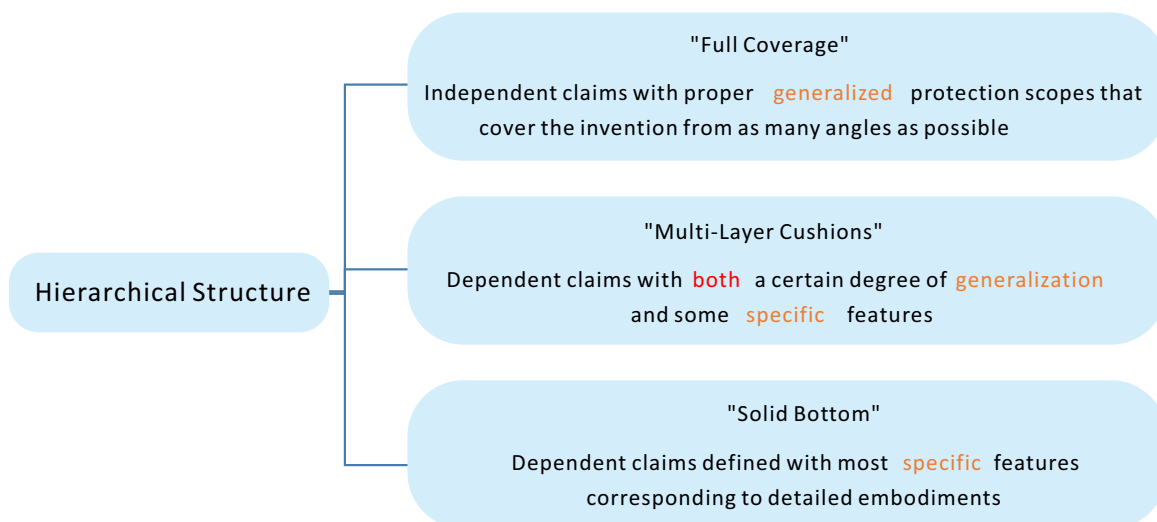 "Full Coverage"
Independent claims with proper generalized protection scopes that
cover the invention from as many angles as possible
Hierarchical Structure
"Multi-Layer Cushions"
Dependent claims with both a certain degree of generalization
and some specific features
"Solid Bottom"
Dependent claims defined with most specific features
corresponding to detailed embodiments